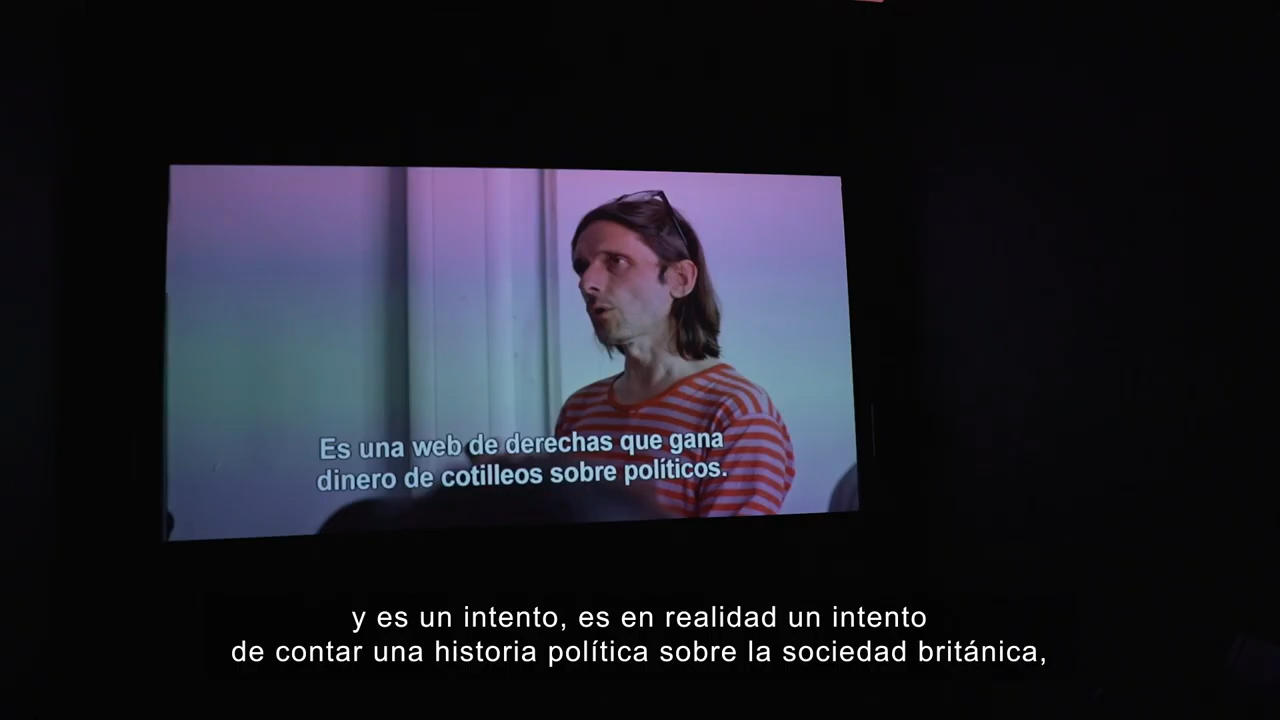 Es una web de derechas que gana
dinero de cotilleos sobre políticos.
y es un intento, es en realidad un intento
de contar una historia política sobre la sociedad británica,